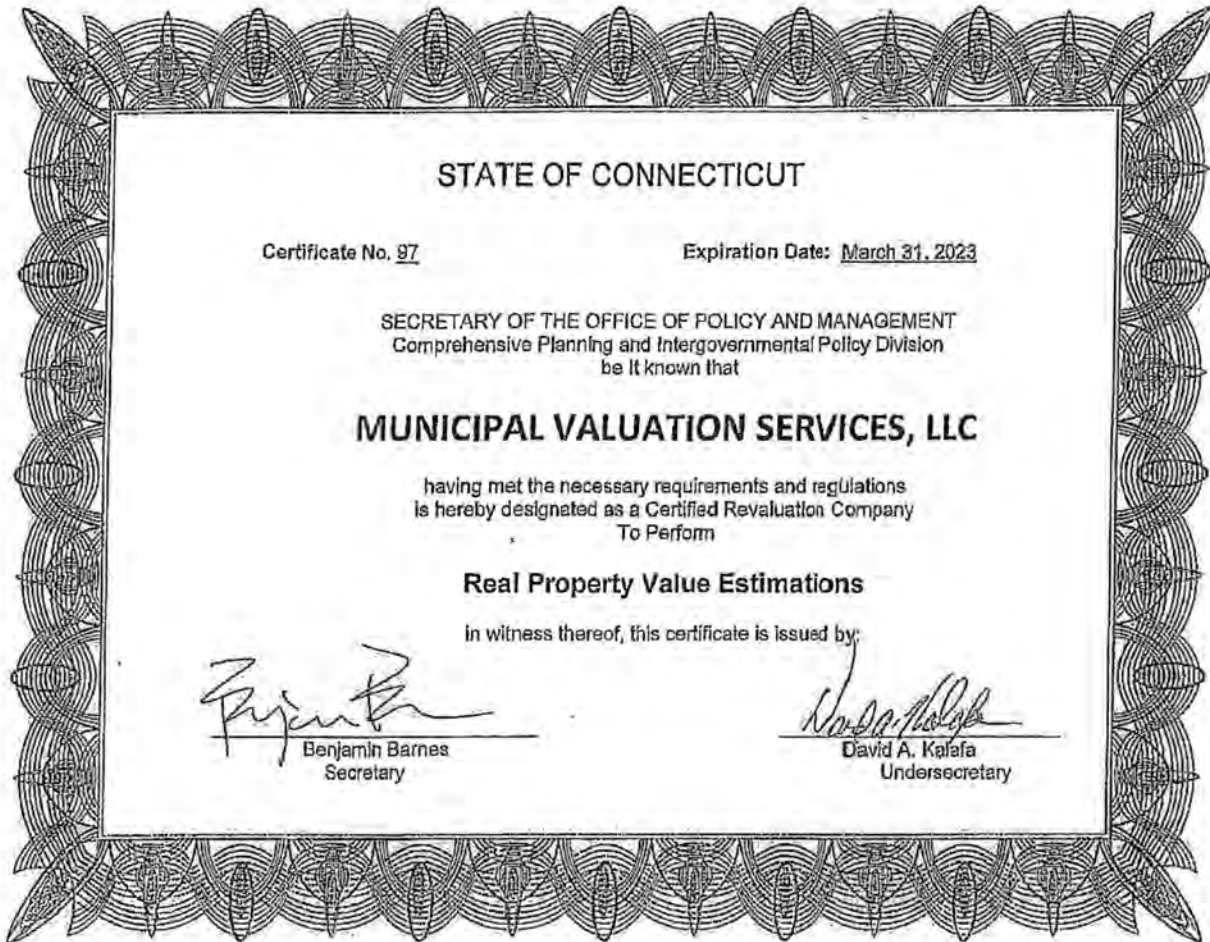 STATE OF CONNECTICUT
Certificate No. 97
Expiration Date: March 31, 2023
SECRETARY OF THE OFFICE OF POLICY AND MANAGEMENT
Comprehensive Planning and Intergovernmental Policy Division
be it known that
MUNICIPAL VALUATION SERVICES, LLC
having met the necessary requirements and regulations
is hereby designated as a Certified Revaluation Company
To Perform
Real Property Value Estimations
in witness thereof, this certificate is issued by:
Benjamin Barnes
Secretary
David A. Kalafa
Undersecretary